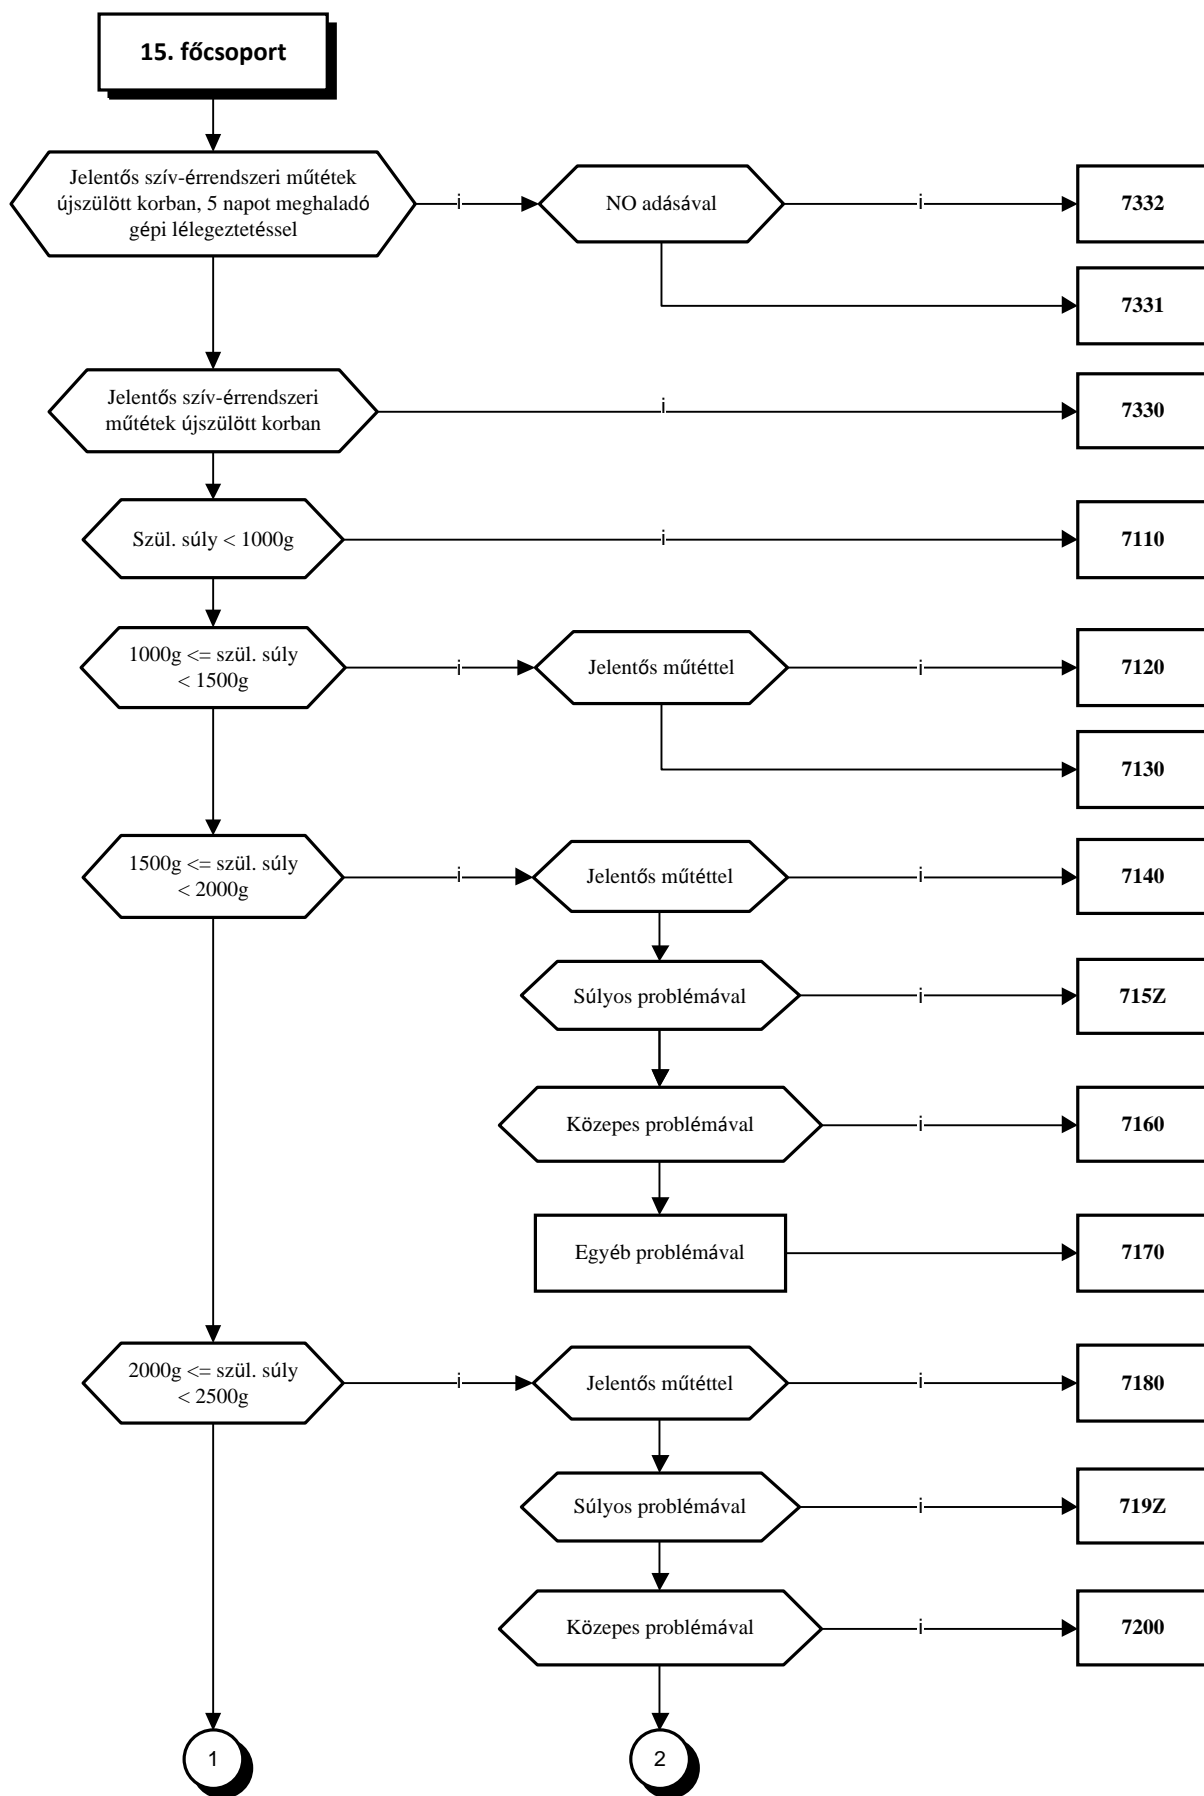 15. főcsoport
Jelentős szív-érrendszeri műtétek
újszülött korban, 5 napot meghaladó
gépi lélegeztetéssel
i
NO adásával
i
7332
7331
Jelentős szív-érrendszeri
műtétek újszülött korban
i
7330
Szül. súly < 1000g
i
7110
1000g <= szül. súly
< 1500g
i
Jelentős műtéttel
i
7120
7130
1500g <= szül. súly
< 2000g
i
Jelentős műtéttel
i
7140
Súlyos problémával
i
715Z
Közepes problémával
i
7160
Egyéb problémával
7170
2000g <= szül. súly
< 2500g
i
Jelentős műtéttel
i
7180
Súlyos problémával
i
719Z
Közepes problémával
i
7200
1
2